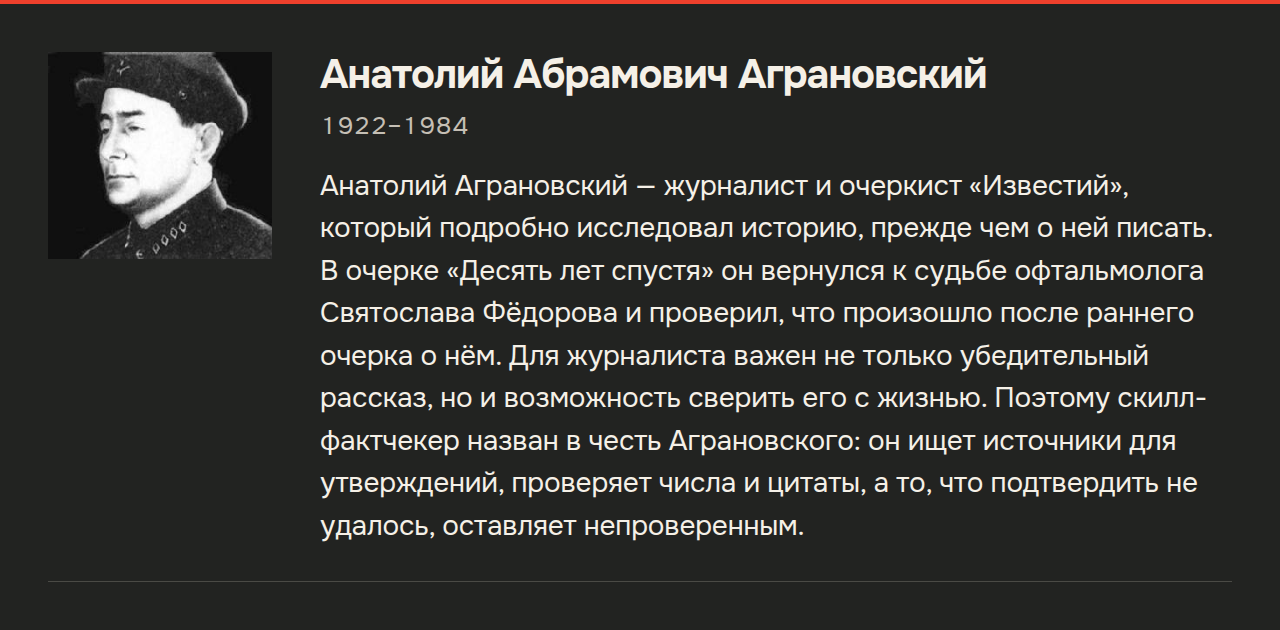 Анатолий Абрамович Аграновский
1922–1984
Анатолий Аграновский — журналист и очеркист «Известий»,
который подробно исследовал историю, прежде чем о ней писать.
В очерке «Десять лет спустя» он вернулся к судьбе офтальмолога
Святослава Фёдорова и проверил, что произошло после раннего
очерка о нём. Для журналиста важен не только убедительный
рассказ, но и возможность сверить его с жизнью. Поэтому скилл-
фактчекер назван в честь Аграновского: он ищет источники для
утверждений, проверяет числа и цитаты, а то, что подтвердить не
удалось, оставляет непроверенным.